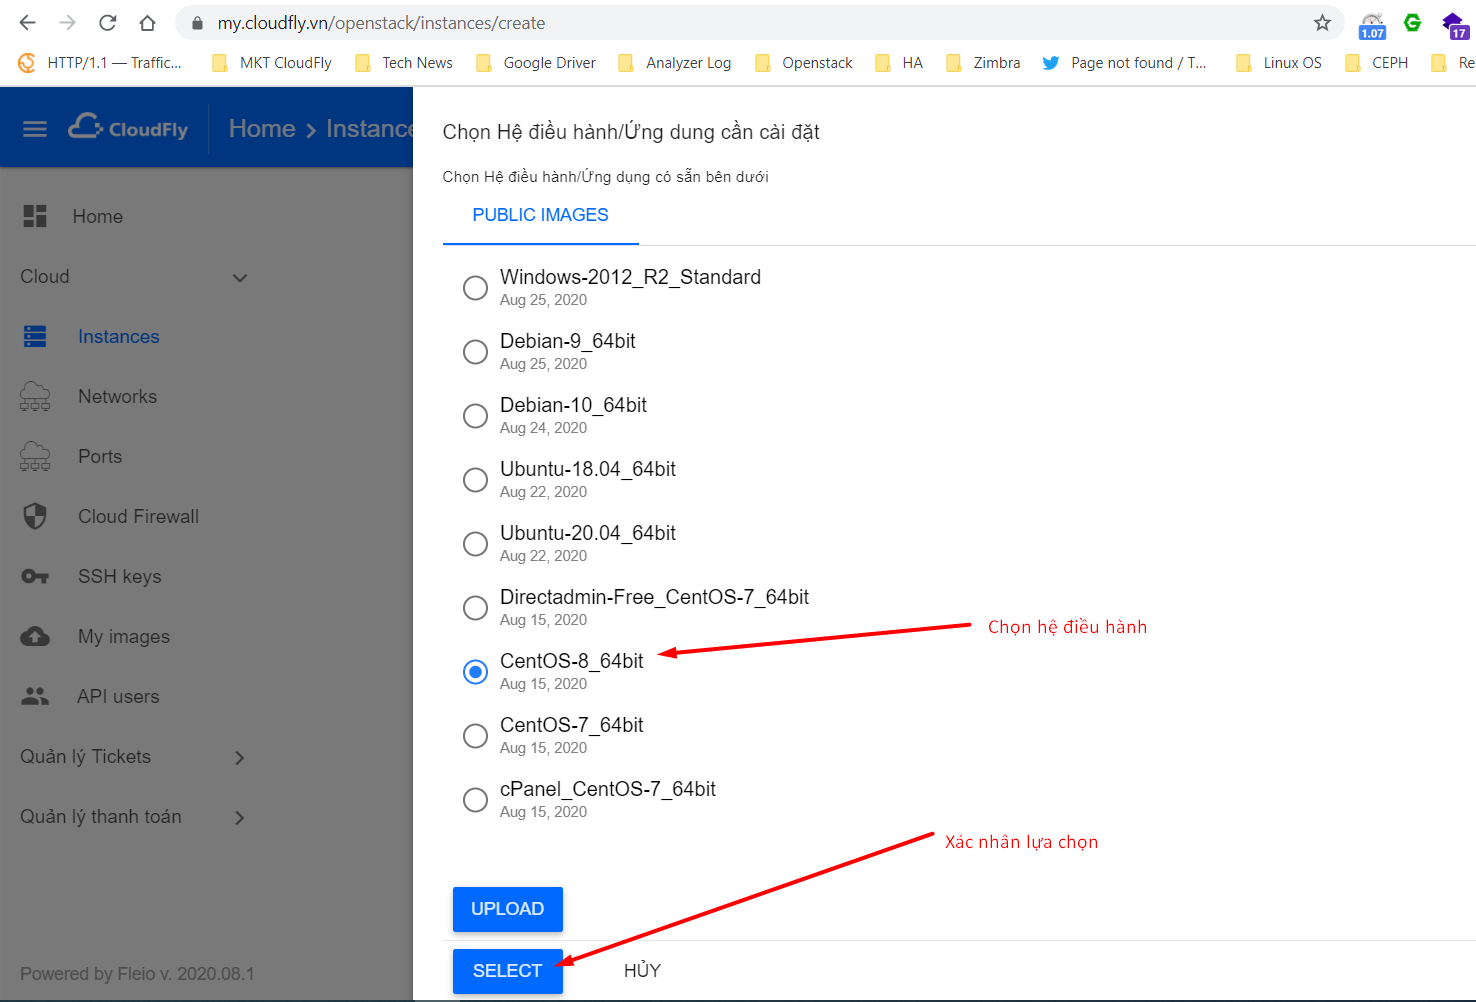 my.cloudfly.vn/openstack/instances/create
1.07
17
HTTP/1.1 — Traffic...
MKT CloudFly
Tech News
Google Driver
Analyzer Log
Openstack
HA
Zimbra
Page not found / T...
Linux OS
CEPH
Re
CloudFly
Home > Instance
Home
Cloud
Instances
Networks
Ports
Cloud Firewall
SSH keys
My images
API users
Quản lý Tickets
Quản lý thanh toán
Powered by Fleio v. 2020.08.1
Chọn Hệ điều hành/Ứng dung cần cài đặt
Chọn Hệ điều hành/Ứng dụng có sẵn bên dưới
PUBLIC IMAGES
Windows-2012_R2_Standard
Aug 25, 2020
Debian-9_64bit
Aug 25, 2020
Debian-10_64bit
Aug 24, 2020
Ubuntu-18.04_64bit
Aug 22, 2020
Ubuntu-20.04_64bit
Aug 22, 2020
Directadmin-Free_CentOS-7_64bit
Aug 15, 2020
Chọn hệ điều hành
CentOS-8_64bit
Aug 15, 2020
CentOS-7_64bit
Aug 15, 2020
cPanel_CentOS-7_64bit
Aug 15, 2020
Xác nhân lựa chọn
UPLOAD
SELECT
HỦY